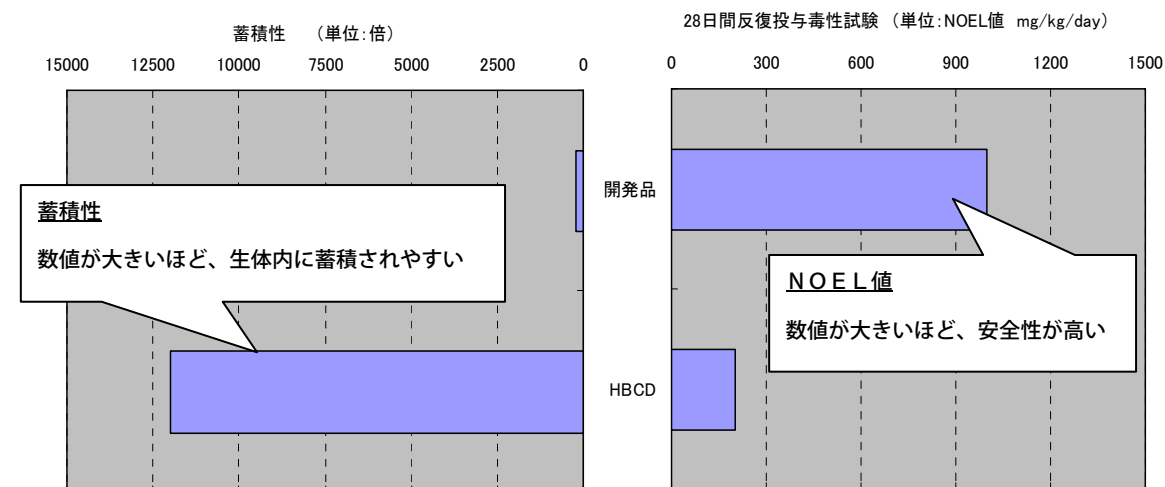 蓄積性　（単位：倍）
15000 12500 10000 7500 5000 2500 0
28日間反復投与毒性試験（単位：NOEL値 mg/kg/day）
0 300 600 900 1200 1500
開発品
HBCD
蓄積性
数値が大きいほど、生体内に蓄積されやすい
ＮＯＥＬ値
数値が大きいほど、安全性が高い